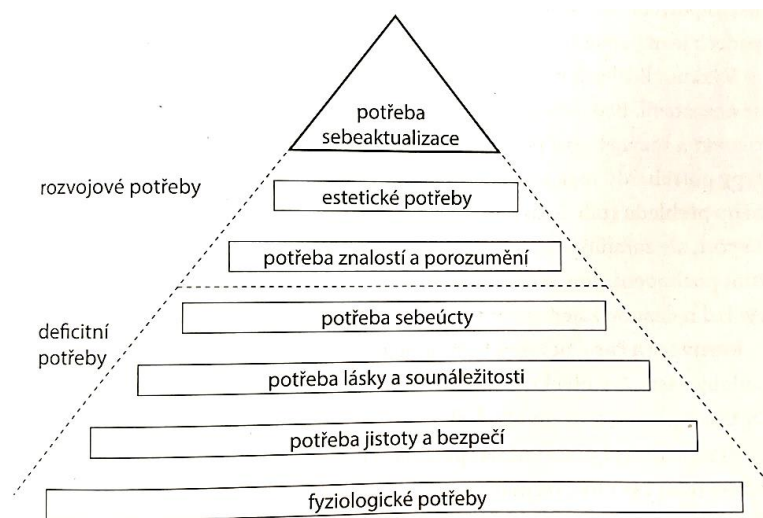 potřeba
sebeaktualizace
rozvojové potřeby
estetické potřeby
potřeba znalostí a porozumění
potřeba sebeúcty
deficitní
potřeby
potřeba lásky a sounáležitosti
potřeba jistoty a bezpečí
fyziologické potřeby